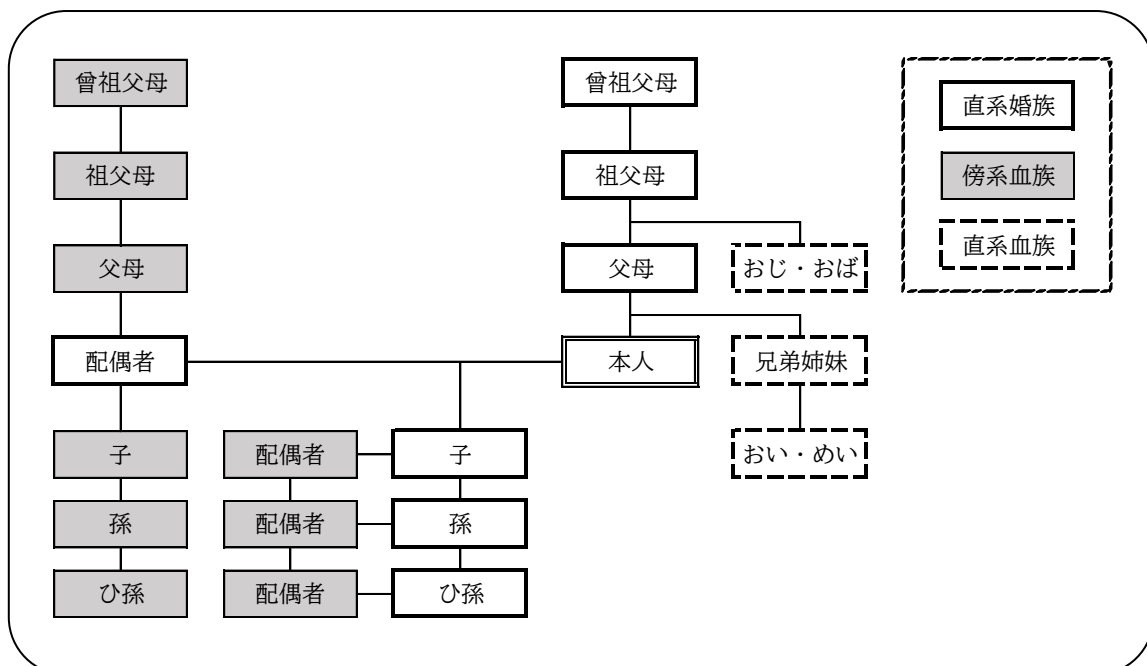 曾祖父母
曾祖父母
直系婚族
祖父母
祖父母
傍系血族
父母
父母
おじ・おば
直系血族
配偶者
本人
兄弟姉妹
子
配偶者
子
おい・めい
孫
配偶者
孫
ひ孫
配偶者
ひ孫